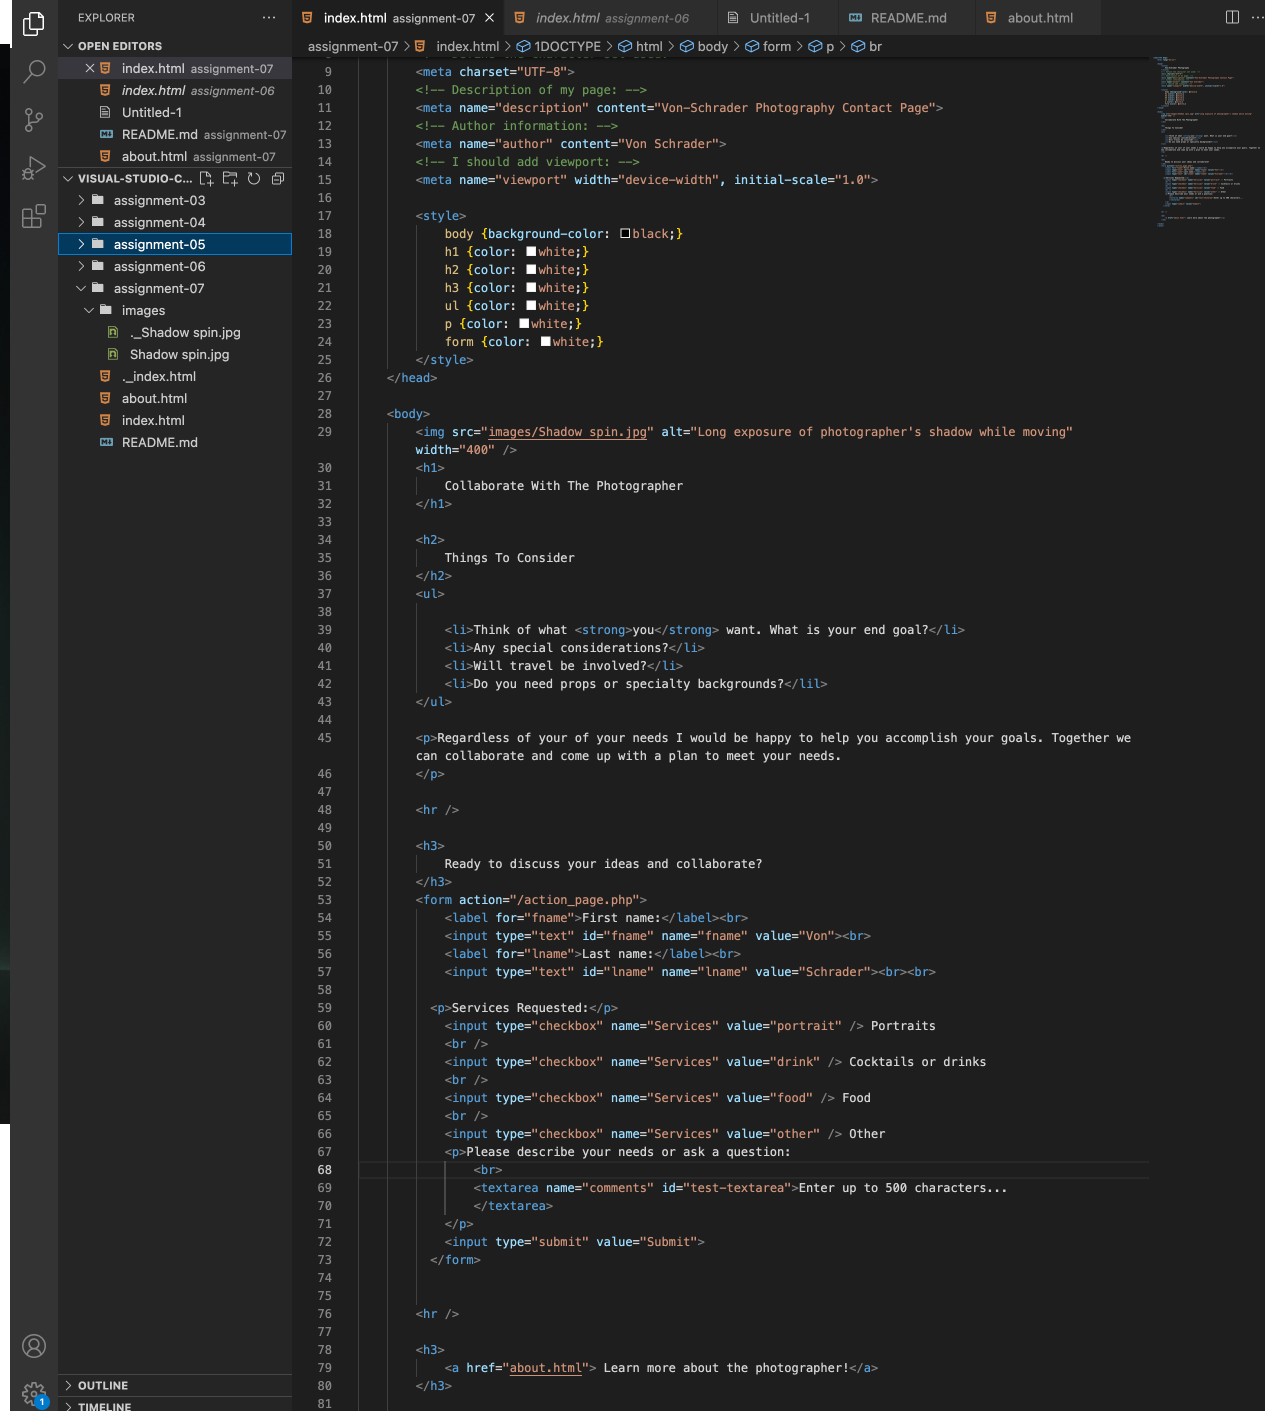 EXPLORER
OPEN EDITORS
index.html assignment-07
index.html assignment-06
Untitled-1
README.md assignment-07
about.html assignment-07
VISUAL-STUDIO-C...
assignment-03
assignment-04
assignment-05
assignment-06
assignment-07
images
._Shadow spin.jpg
Shadow spin.jpg
._index.html
about.html
index.html
README.md
OUTLINE
TIMELINE
1
index.html assignment-07
index.html assignment-06
Untitled-1
README.md
about.html
assignment-07 > index.html > 1DOCTYPE > html > body > form > p > br
9 <meta charset="UTF-8">
10 <!-- Description of my page: -->
11 <meta name="description" content="Von-Schrader Photography Contact Page">
12 <!-- Author information: -->
13 <meta name="author" content="Von Schrader">
14 <!-- I should add viewport: -->
15 <meta name="viewport" width="device-width", initial-scale="1.0">
16
17 <style>
18 body {background-color: black;}
19 h1 {color: white;}
20 h2 {color: white;}
21 h3 {color: white;}
22 ul {color: white;}
23 p {color: white;}
24 form {color: white;}
25 </style>
26 </head>
27
28 <body>
29 <img src="images/Shadow spin.jpg" alt="Long exposure of photographer's shadow while moving"
width="400" />
30 <h1>
31 Collaborate With The Photographer
32 </h1>
33
34 <h2>
35 Things To Consider
36 </h2>
37 <ul>
38
39 <li>Think of what <strong>you</strong> want. What is your end goal?</li>
40 <li>Any special considerations?</li>
41 <li>Will travel be involved?</li>
42 <li>Do you need props or specialty backgrounds?</lil>
43 </ul>
44
45 <p>Regardless of your of your needs I would be happy to help you accomplish your goals. Together we
can collaborate and come up with a plan to meet your needs.
46 </p>
47
48 <hr />
49
50 <h3>
51 Ready to discuss your ideas and collaborate?
52 </h3>
53 <form action="/action_page.php">
54 <label for="fname">First name:</label><br>
55 <input type="text" id="fname" name="fname" value="Von"><br>
56 <label for="lname">Last name:</label><br>
57 <input type="text" id="lname" name="lname" value="Schrader"><br><br>
58
59 <p>Services Requested:</p>
60 <input type="checkbox" name="Services" value="portrait" /> Portraits
61 <br />
62 <input type="checkbox" name="Services" value="drink" /> Cocktails or drinks
63 <br />
64 <input type="checkbox" name="Services" value="food" /> Food
65 <br />
66 <input type="checkbox" name="Services" value="other" /> Other
67 <p>Please describe your needs or ask a question:
68 <br>
69 <textarea name="comments" id="test-textarea">Enter up to 500 characters...
70 </textarea>
71 </p>
72 <input type="submit" value="Submit">
73 </form>
74
75
76 <hr />
77
78 <h3>
79 <a href="about.html"> Learn more about the photographer!</a>
80 </h3>
81